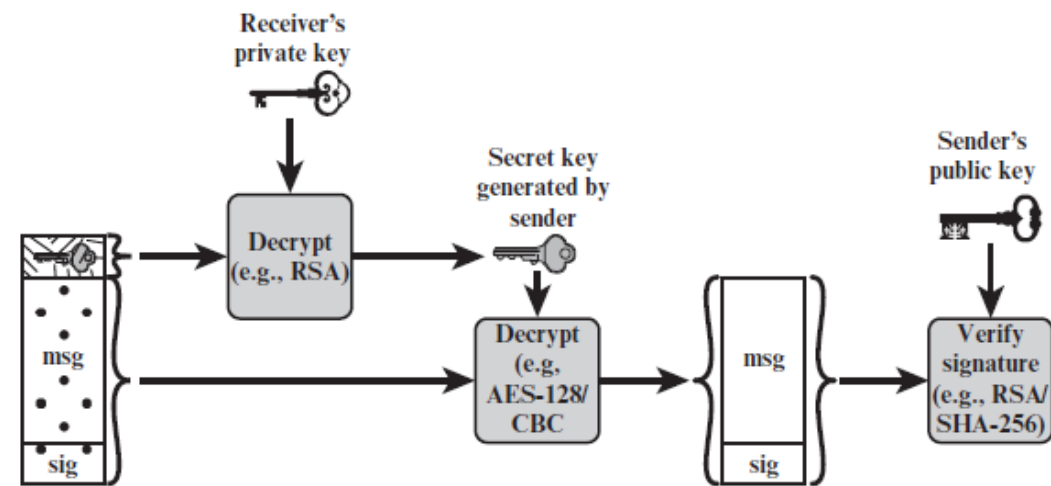 Receiver's
private key
Secret key
generated by
sender
Sender's
public key
Decrypt
(e.g., RSA)
msg
sig
Decrypt
(e.g,
AES-128/
CBC
msg
sig
Verify
signature
(e.g., RSA/
SHA-256)